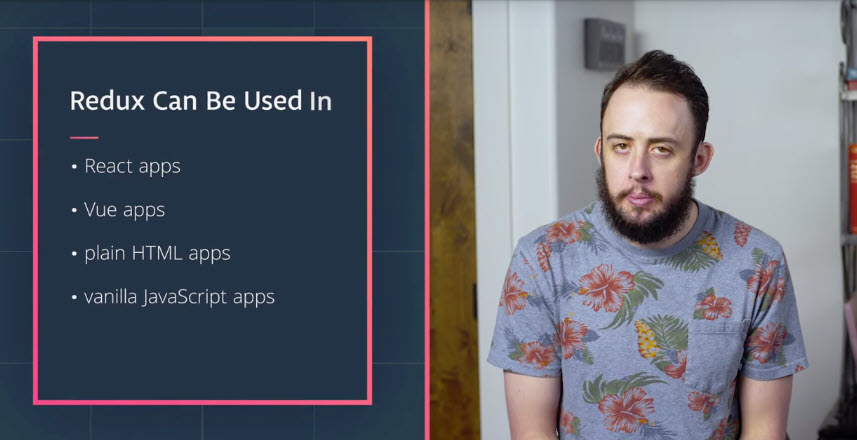 Redux Can Be Used In
• React apps
• Vue apps
• plain HTML apps
• vanilla JavaScript apps